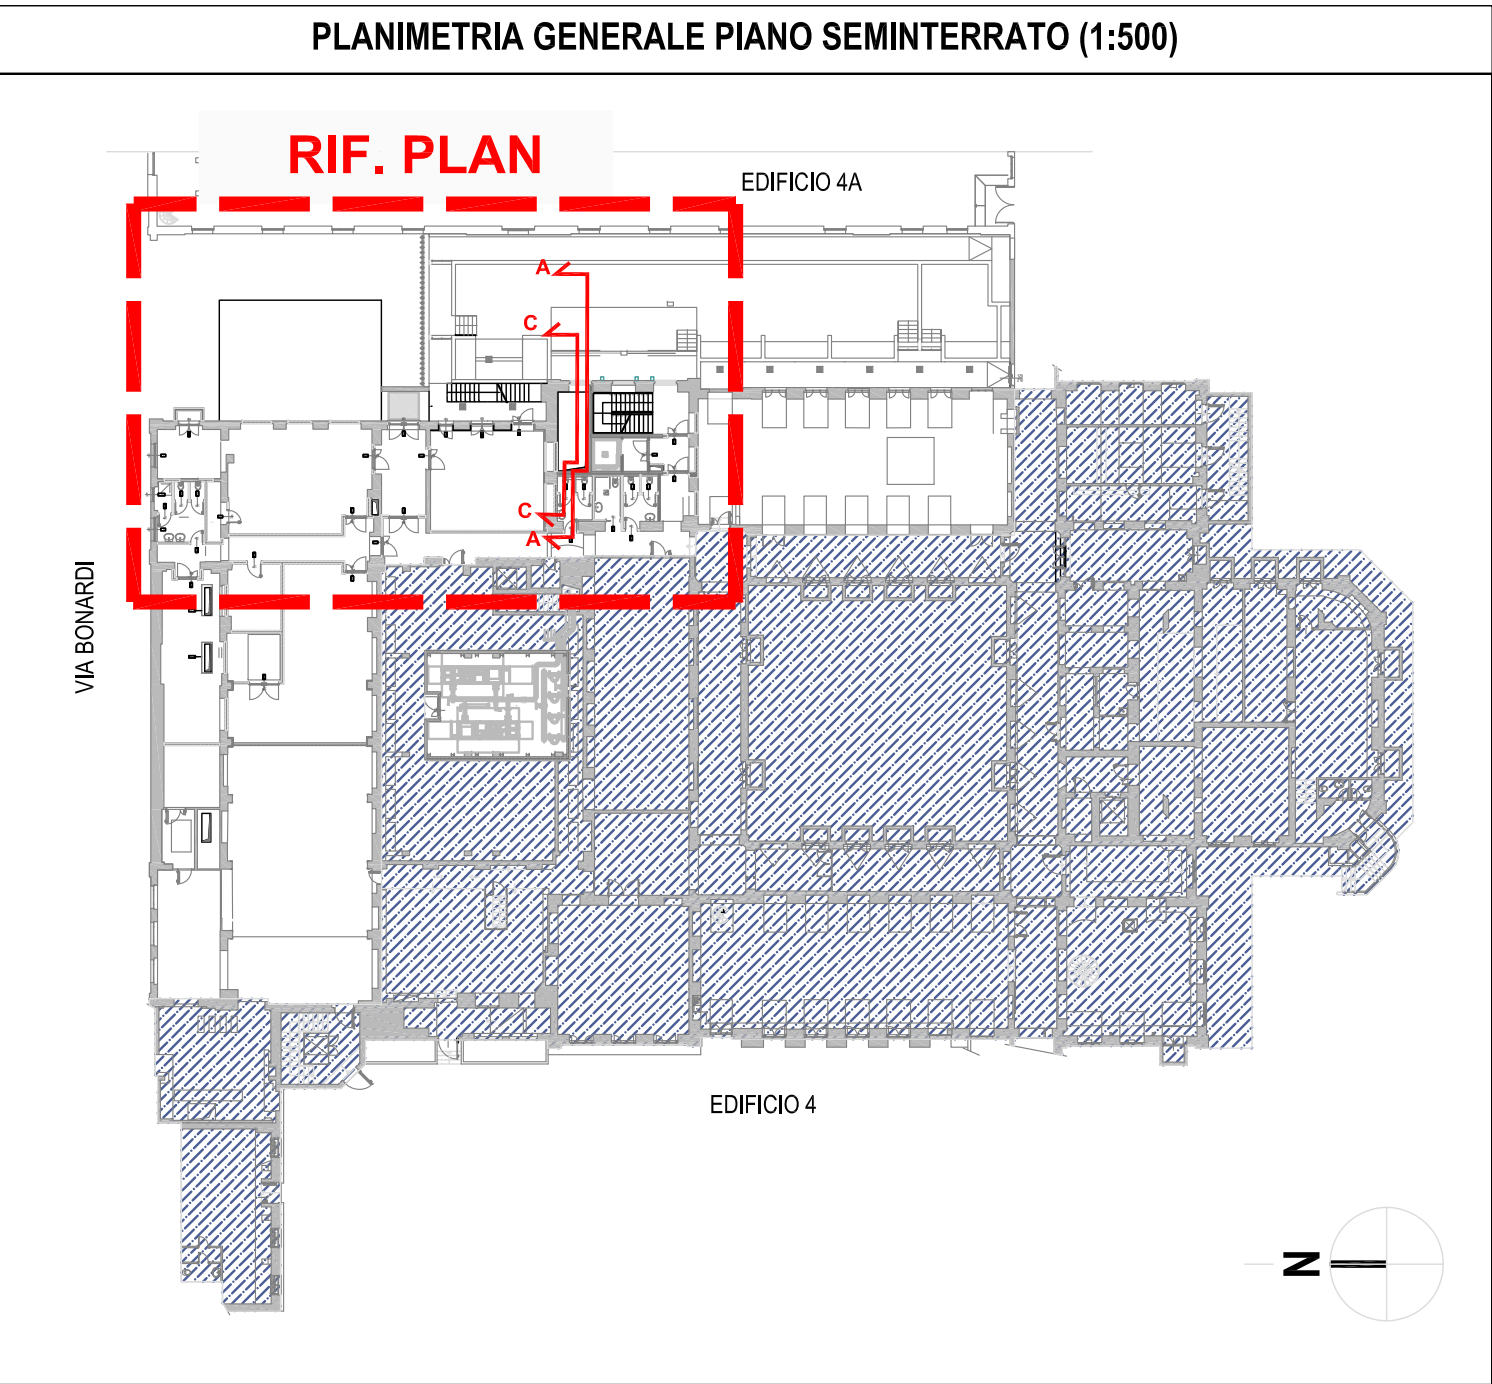 PLANIMETRIA GENERALE PIANO SEMINTERRATO (1:500)
RIF. PLAN
EDIFICIO 4A
A
C
C
A
VIA BONARDI
EDIFICIO 4
N